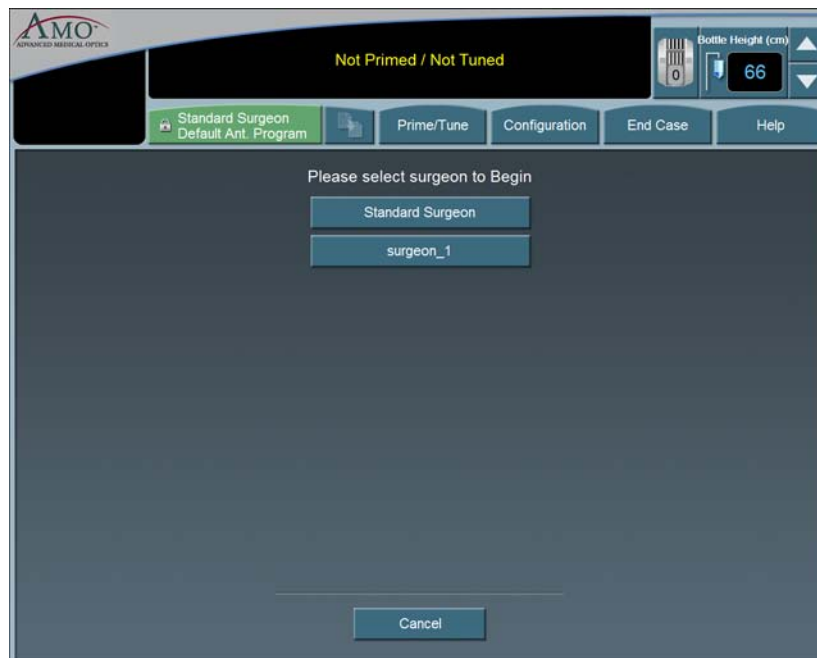 AMO
ADVANCED MEDICAL OPTICS
Not Primed / Not Tuned
0
Bottle Height (cm)
66
Standard Surgeon
Default Ant. Program
Prime/Tune
Configuration
End Case
Help
Please select surgeon to Begin
Standard Surgeon
surgeon_1
Cancel